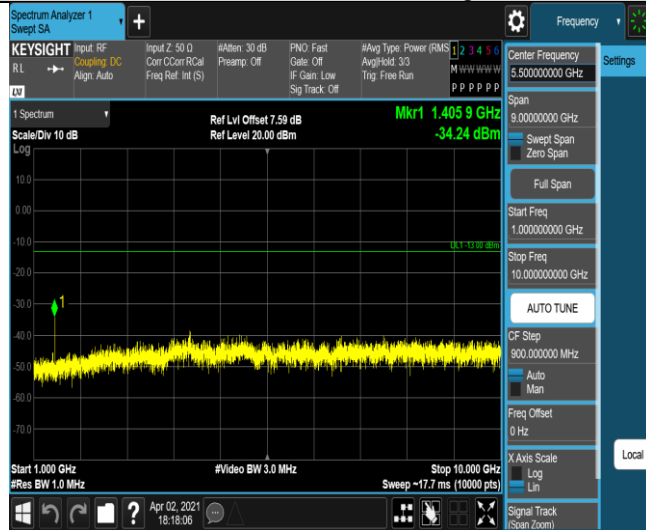 Spectrum Analyzer 1
Swept SA
Frequency
KEYSIGHT
RL
LXI
Input: RF
Coupling: DC
Align: Auto
Input Z: 50 Ω
Corr CCorr RCal
Freq Ref: Int (S)
#Atten: 30 dB
Preamp: Off
PNO: Fast
Gate: Off
IF Gain: Low
Sig Track: Off
#Avg Type: Power (RMS
Avg|Hold: 3/3
Trig: Free Run
1 2 3 4 5 6
M W W W W W
P P P P P P
Center Frequency
5.500000000 GHz
Settings
Span
9.00000000 GHz
Swept Span
Zero Span
Full Span
Start Freq
1.000000000 GHz
Stop Freq
10.000000000 GHz
AUTO TUNE
CF Step
900.000000 MHz
Auto
Man
Freq Offset
0 Hz
X Axis Scale
Log
Lin
Local
Signal Track
(Span Zoom)
1 Spectrum
Scale/Div 10 dB
Ref Lvl Offset 7.59 dB
Ref Level 20.00 dBm
Mkr1 1.405 9 GHz
-34.24 dBm
Log
10.0
0.00
-10.0
DL1 -13.00 dBm
-20.0
-30.0
1
-40.0
-50.0
-60.0
-70.0
Start 1.000 GHz
#Video BW 3.0 MHz
Stop 10.000 GHz
#Res BW 1.0 MHz
Sweep ~17.7 ms (10000 pts)
?
Apr 02, 2021
18:18:06